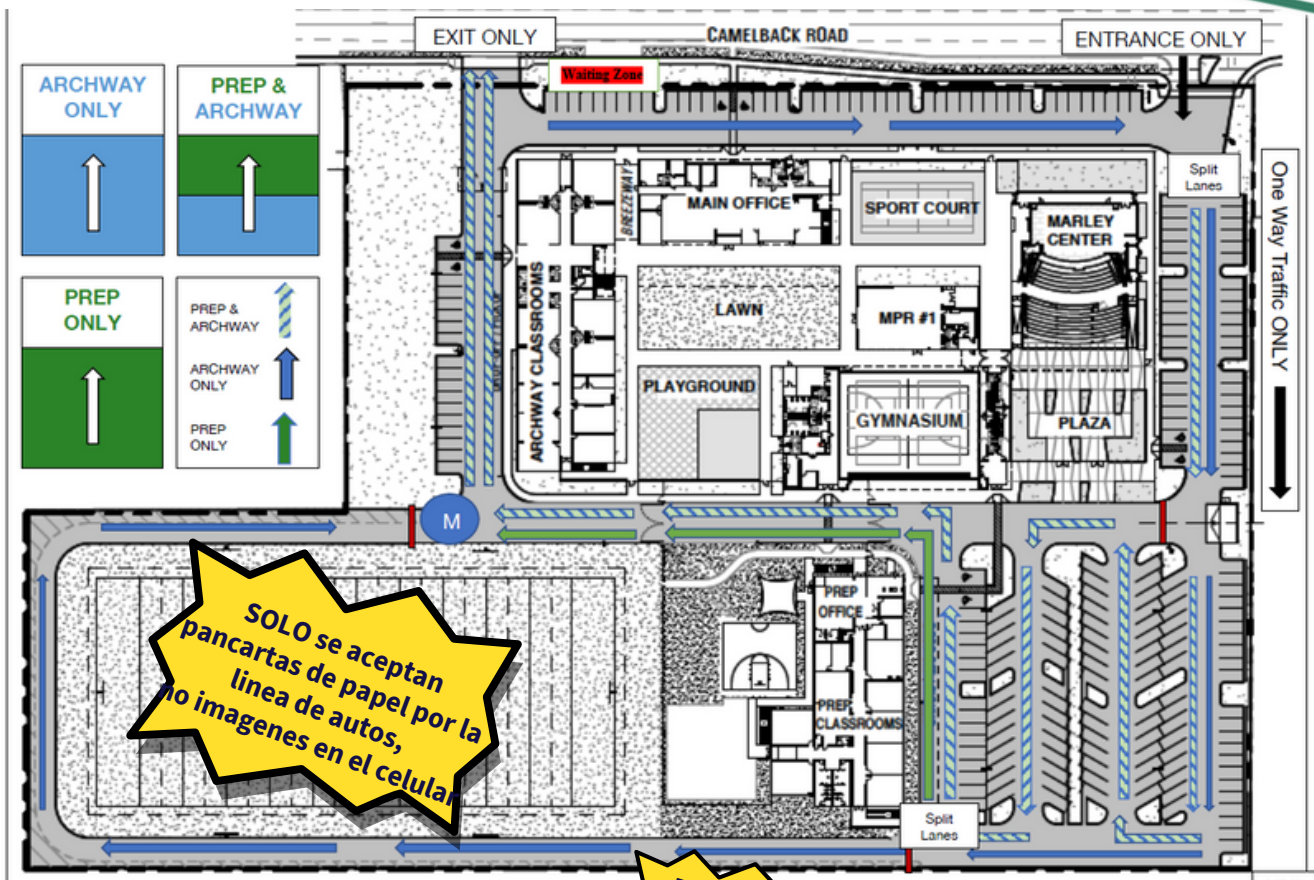 EXIT ONLY
CAMELBACK ROAD
ENTRANCE ONLY
Waiting Zone
ARCHWAY
ONLY
PREP &
ARCHWAY
PREP
ONLY
PREP &
ARCHWAY
ARCHWAY
ONLY
PREP
ONLY
Split
Lanes
One Way Traffic ONLY
BREEZEWAY
MAIN OFFICE
SPORT COURT
MARLEY
CENTER
ARCHWAY CLASSROOMS
LAWN
MPR #1
PLAYGROUND
GYMNASIUM
PLAZA
M
PREP
OFFICE
PREP
CLASSROOMS
SOLO se aceptan
pancartas de papel por la
linea de autos,
no imagenes en el celular
Split
Lanes